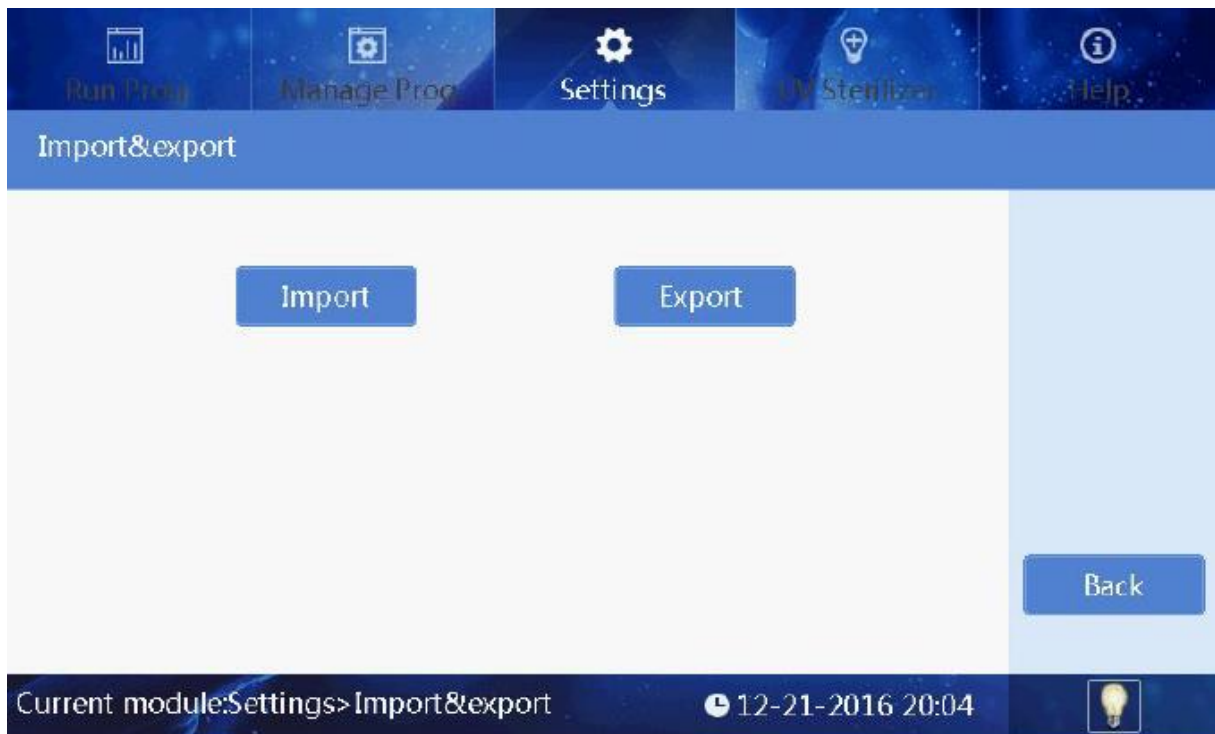 Run Prog
Manage Prog
Settings
UV Sterilizer
Help
Import&export
Import
Export
Back
Current module:Settings>Import&export
12-21-2016 20:04